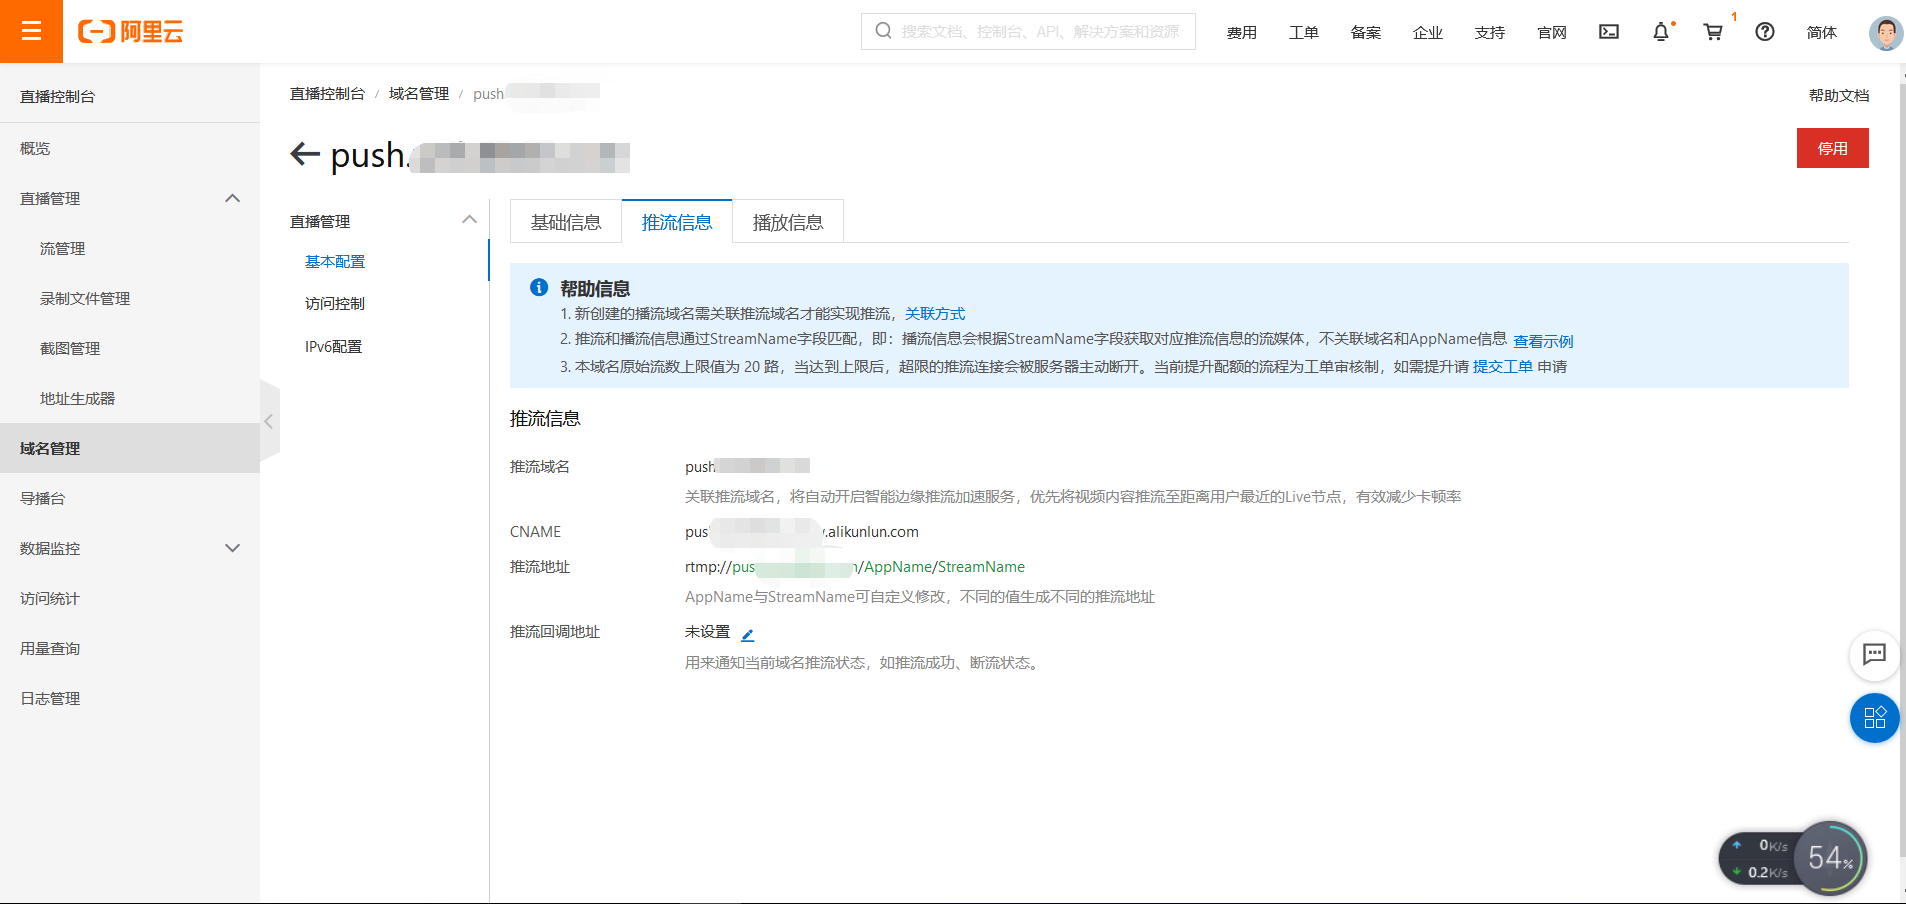 阿里云
搜索文档、控制台、API、解决方案和资源
费用
工单
备案
企业
支持
官网
1
简体
直播控制台
概览
直播管理
流管理
录制文件管理
截图管理
地址生成器
域名管理
导播台
数据监控
访问统计
用量查询
日志管理
直播控制台 / 域名管理 / push
帮助文档
push.
停用
直播管理
基本配置
访问控制
IPv6配置
基础信息
推流信息
播放信息
帮助信息
1. 新创建的播流域名需关联推流域名才能实现推流，关联方式
2. 推流和播流信息通过StreamName字段匹配，即：播流信息会根据StreamName字段获取对应推流信息的流媒体，不关联域名和AppName信息 查看示例
3. 本域名原始流数上限值为 20 路，当达到上限后，超限的推流连接会被服务器主动断开。当前提升配额的流程为工单审核制，如需提升请 提交工单 申请
推流信息
推流域名 push
关联推流域名，将自动开启智能边缘推流加速服务，优先将视频内容推流至距离用户最近的Live节点，有效减少卡顿率
CNAME pus .alikunlun.com
推流地址 rtmp://pus /AppName/StreamName
AppName与StreamName可自定义修改，不同的值生成不同的推流地址
推流回调地址 未设置
用来通知当前域名推流状态，如推流成功、断流状态。
0K/s
0.2K/s
54%